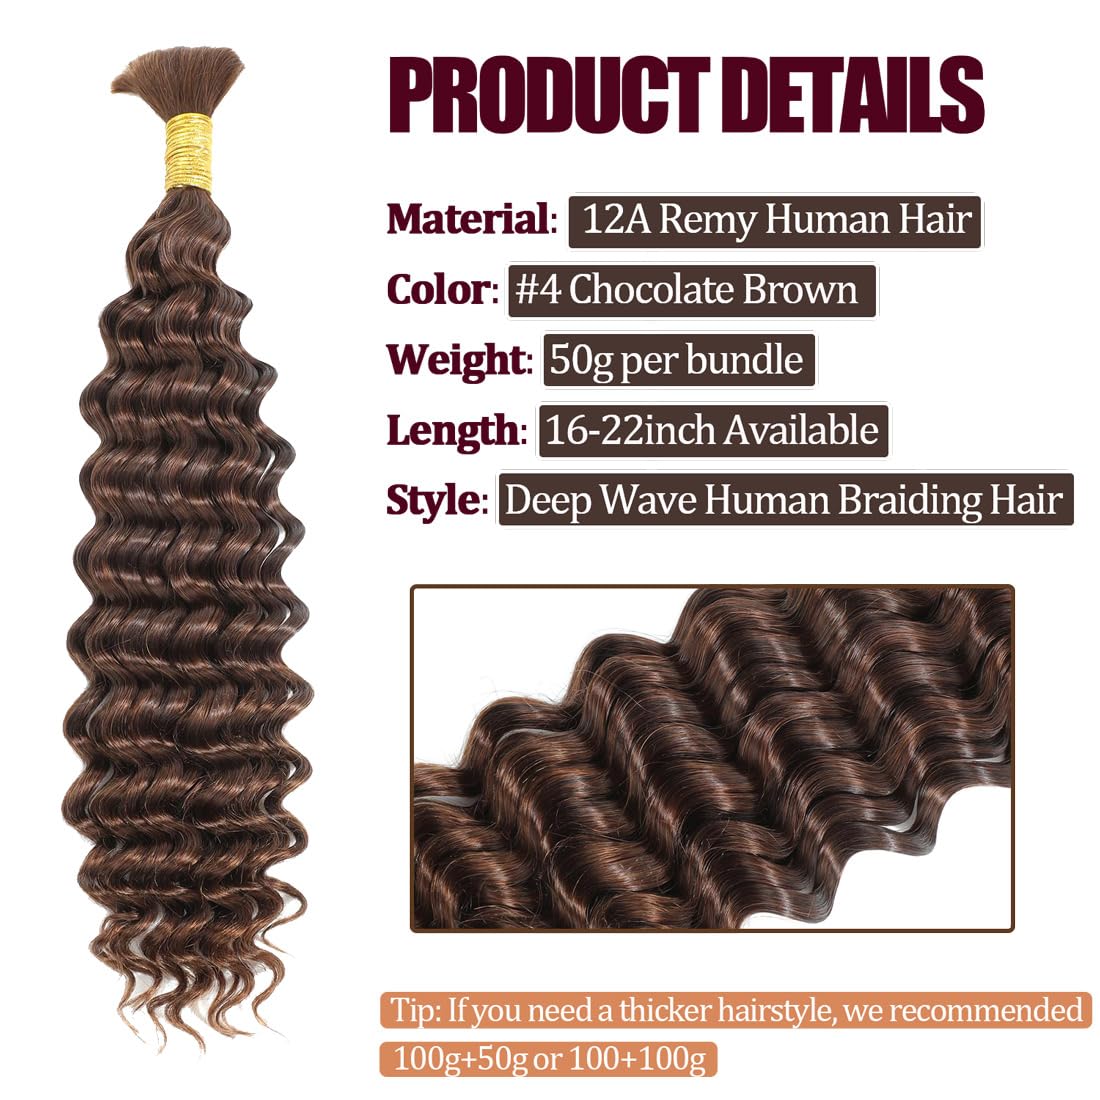 PRODUCT DETAILS
Material: 12A Remy Human Hair
Color: #4 Chocolate Brown
Weight: 50g per bundle
Length: 16-22inch Available
Style: Deep Wave Human Braiding Hair
Tip: If you need a thicker hairstyle, we recommended
100g+50g or 100+100g